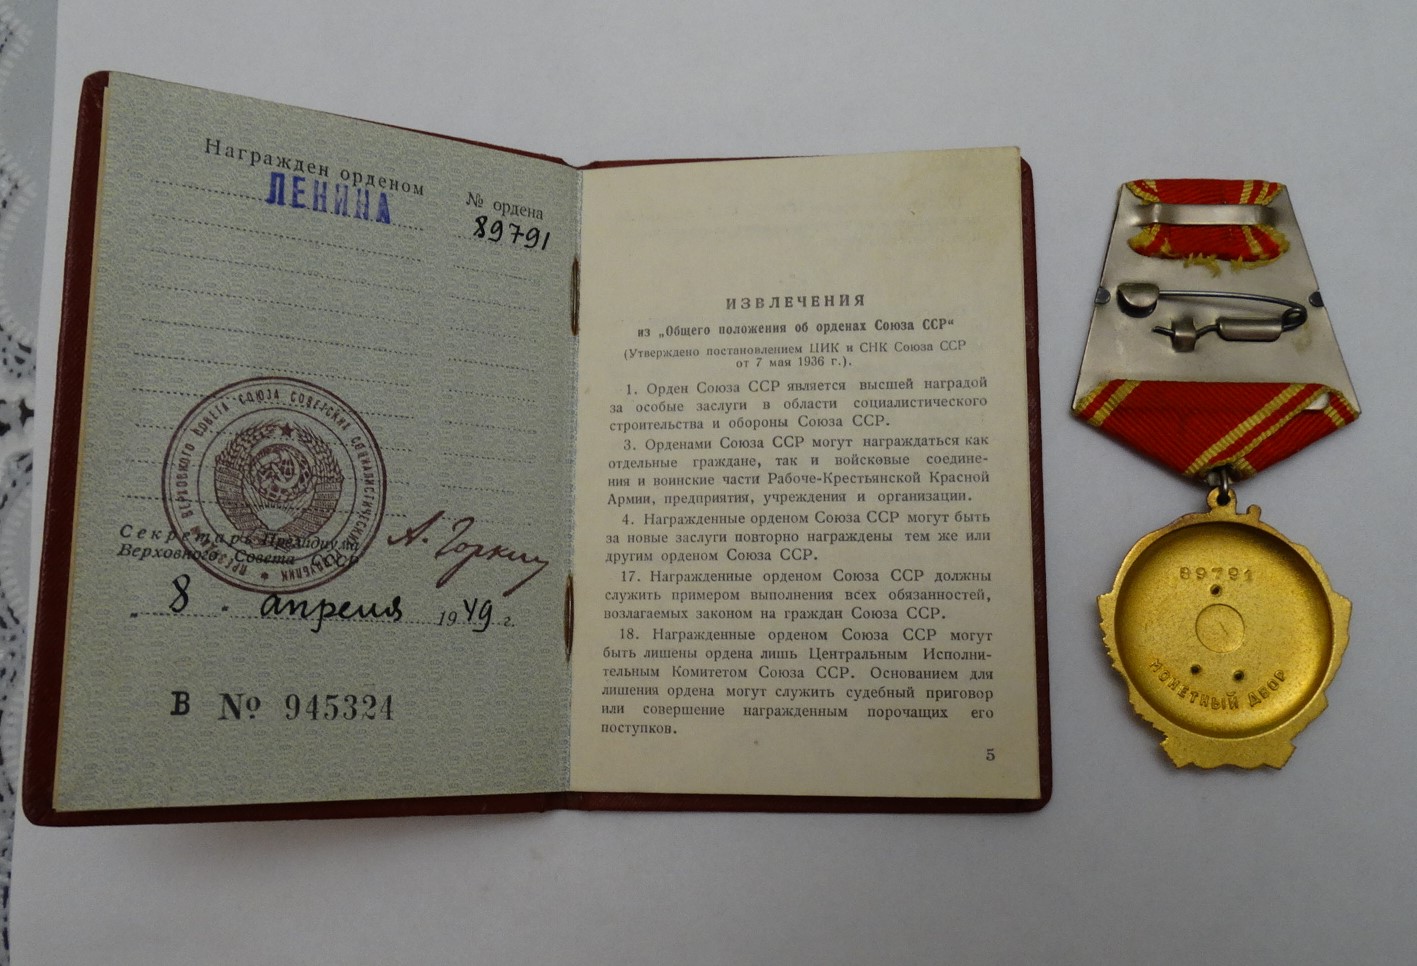 Награжден орденом
ЛЕНИНА
№ ордена
89791
ПРЕЗИДИУМ ВЕРХОВНОГО СОВЕТА СОЮЗА СОВЕТСКИХ СОЦИАЛИСТИЧЕСКИХ РЕСПУБЛИК
Секретарь Президиума
Верховного Совета СССР
А. Горкин
„ 8 " апреля 1949 г.
В № 945324
ИЗВЛЕЧЕНИЯ
из „Общего положения об орденах Союза ССР“
(Утверждено постановлением ЦИК и СНК Союза ССР
от 7 мая 1936 г.).
1. Орден Союза ССР является высшей наградой
за особые заслуги в области социалистического
строительства и обороны Союза ССР.
3. Орденами Союза ССР могут награждаться как
отдельные граждане, так и войсковые соедине-
ния и воинские части Рабоче-Крестьянской Красной
Армии, предприятия, учреждения и организации.
4. Награжденные орденом Союза ССР могут быть
за новые заслуги повторно награждены тем же или
другим орденом Союза ССР.
17. Награжденные орденом Союза ССР должны
служить примером выполнения всех обязанностей,
возлагаемых законом на граждан Союза ССР.
18. Награжденные орденом Союза ССР могут
быть лишены ордена лишь Центральным Исполни-
тельным Комитетом Союза ССР. Основанием для
лишения ордена могут служить судебный приговор
или совершение награжденным порочащих его
поступков.
5
89791
МОНЕТНЫЙ ДВОР